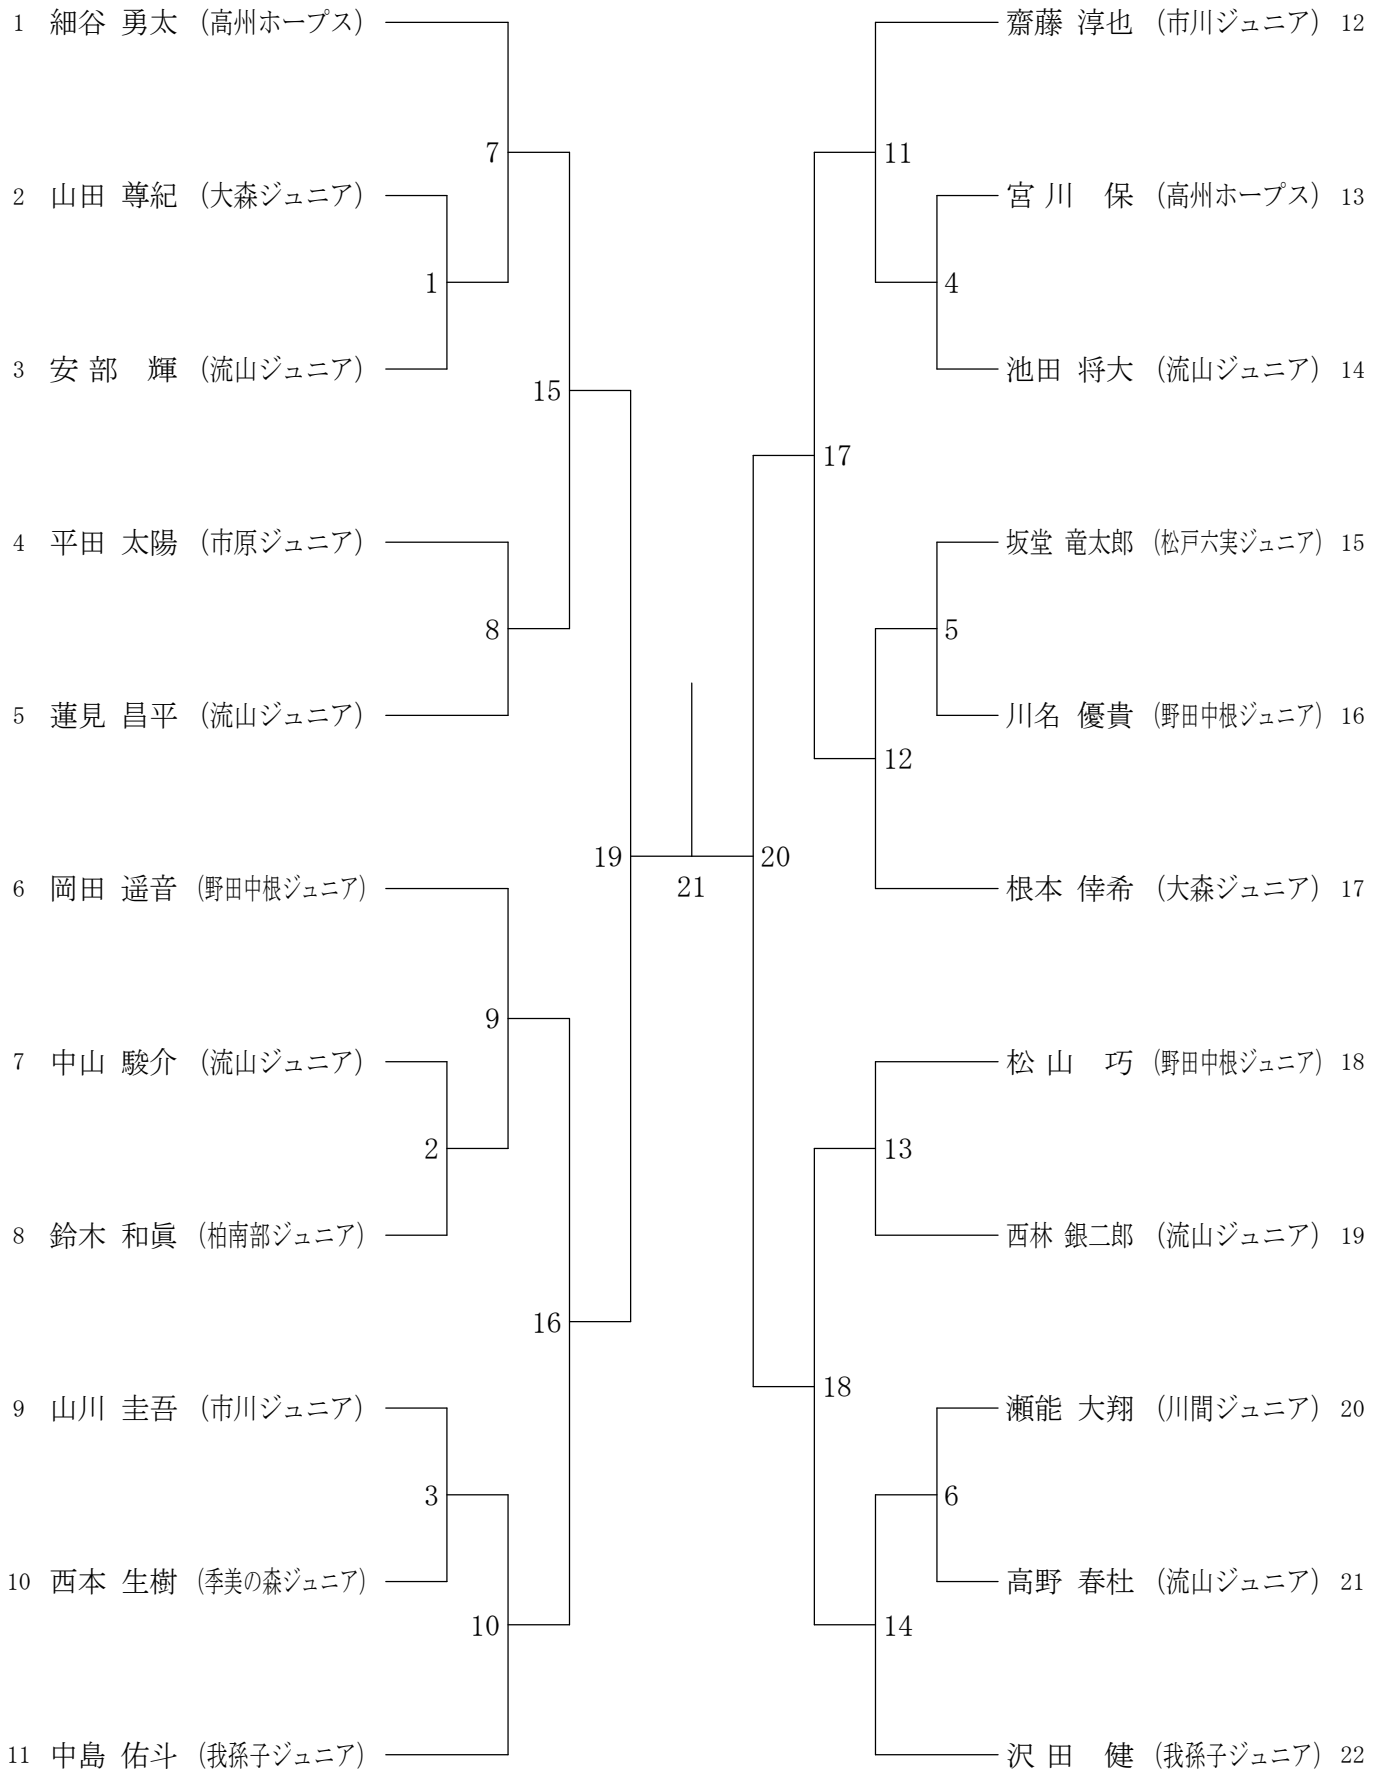 1 細谷 勇太 (高州ホープス)
7
2 山田 尊紀 (大森ジュニア)
1
3 安部 輝 (流山ジュニア)
15
4 平田 太陽 (市原ジュニア)
8
5 蓮見 昌平 (流山ジュニア)
19
6 岡田 遥音 (野田中根ジュニア)
9
7 中山 駿介 (流山ジュニア)
2
8 鈴木 和眞 (柏南部ジュニア)
16
9 山川 圭吾 (市川ジュニア)
3
10 西本 生樹 (季美の森ジュニア)
10
11 中島 佑斗 (我孫子ジュニア)
21
齋藤 淳也 (市川ジュニア) 12
11
宮川 保 (高州ホープス) 13
4
池田 将大 (流山ジュニア) 14
17
坂堂 竜太郎 (松戸六実ジュニア) 15
5
川名 優貴 (野田中根ジュニア) 16
12
20
根本 倖希 (大森ジュニア) 17
松山 巧 (野田中根ジュニア) 18
13
西林 銀二郎 (流山ジュニア) 19
18
瀬能 大翔 (川間ジュニア) 20
6
高野 春杜 (流山ジュニア) 21
14
沢田 健 (我孫子ジュニア) 22